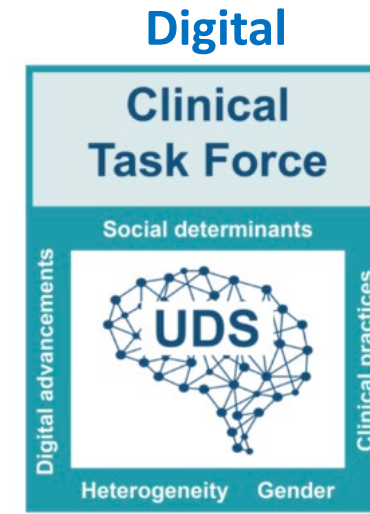 Digital
Clinical
Task Force
Social determinants
Digital advancements
UDS
Clinical practices
Heterogeneity Gender